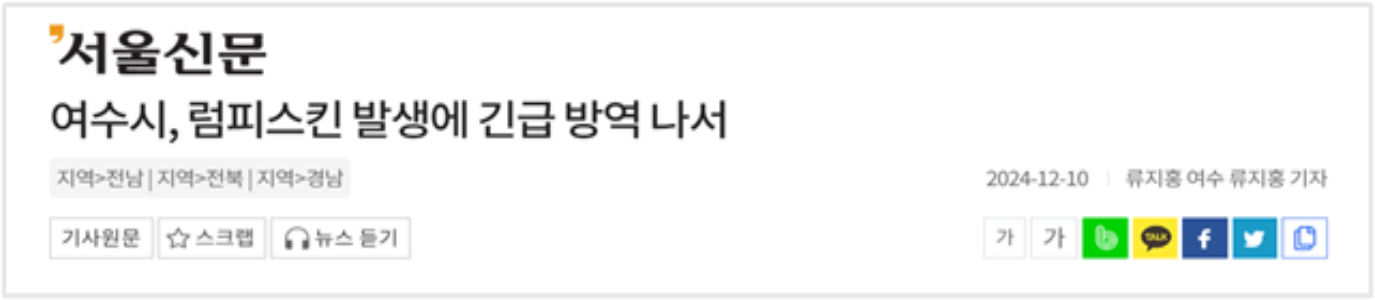 서울신문
여수시, 럼피스킨 발생에 긴급 방역 나서
지역>전남 | 지역>전북 | 지역>경남
2024-12-10 | 류지홍 여수 류지홍 기자
기사원문 스크랩 뉴스 듣기
가 가 TALK f